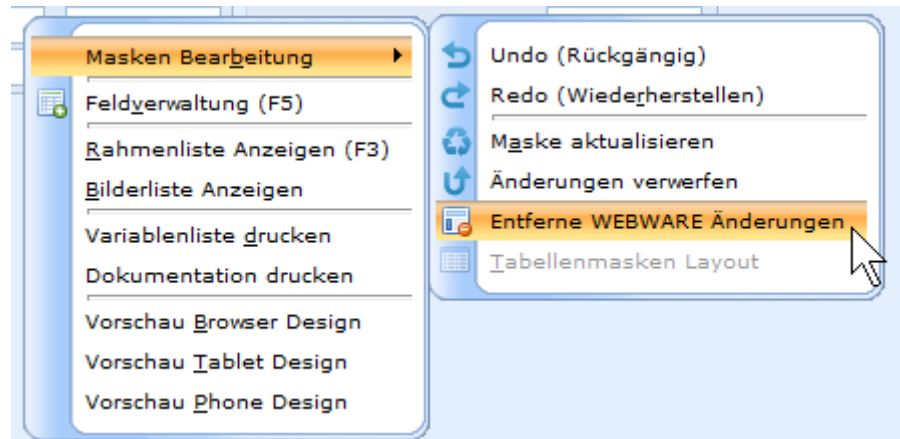 Masken Bearbeitung
Feldverwaltung (F5)
Rahmenliste Anzeigen (F3)
Bilderliste Anzeigen
Variablenliste drucken
Dokumentation drucken
Vorschau Browser Design
Vorschau Tablet Design
Vorschau Phone Design
Undo (Rückgängig)
Redo (Wiederherstellen)
Maske aktualisieren
Änderungen verwerfen
Entferne WEBWARE Änderungen
Tabellenmasken Layout